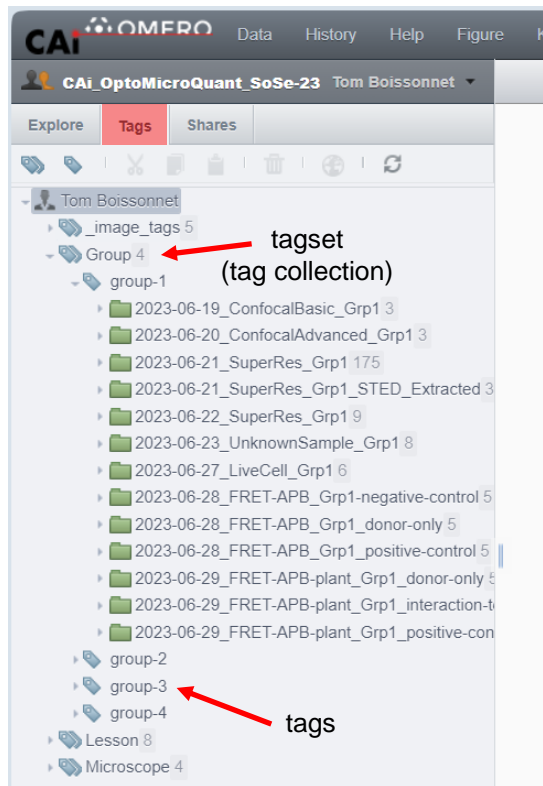 CAi OMERO Data History Help Figure K
CAi_OptoMicroQuant_SoSe-23 Tom Boissonnet
Explore Tags Shares
Tom Boissonnet
_image_tags 5
Group 4
tagset
(tag collection)
group-1
2023-06-19_ConfocalBasic_Grp1 3
2023-06-20_ConfocalAdvanced_Grp1 3
2023-06-21_SuperRes_Grp1 175
2023-06-21_SuperRes_Grp1_STED_Extracted 3
2023-06-22_SuperRes_Grp1 9
2023-06-23_UnknownSample_Grp1 8
2023-06-27_LiveCell_Grp1 6
2023-06-28_FRET-APB_Grp1-negative-control 5
2023-06-28_FRET-APB_Grp1_donor-only 5
2023-06-28_FRET-APB_Grp1_positive-control 5
2023-06-29_FRET-APB-plant_Grp1_donor-only 5
2023-06-29_FRET-APB-plant_Grp1_interaction-t
2023-06-29_FRET-APB-plant_Grp1_positive-con
group-2
group-3
group-4
tags
Lesson 8
Microscope 4